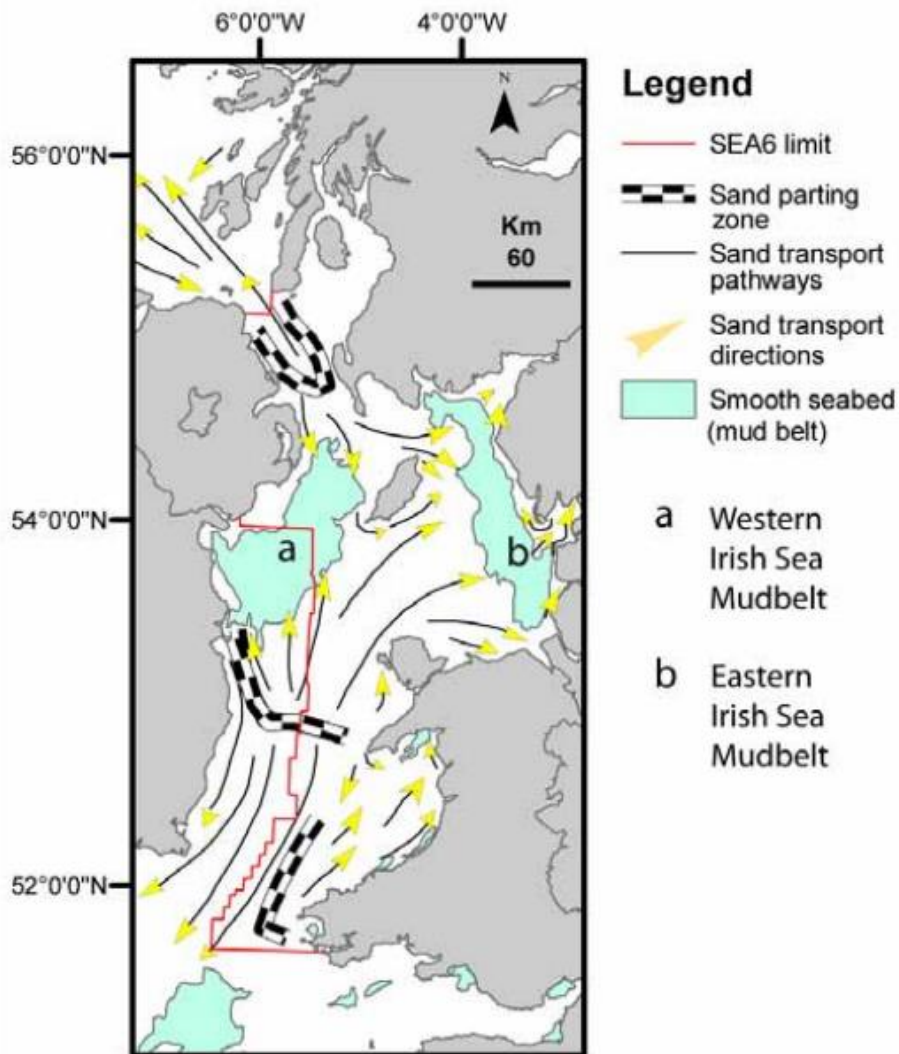 6°0'0"W
4°0'0"W
56°0'0"N
54°0'0"N
52°0'0"N
N
Km
60
a
b
Legend
SEA6 limit
Sand parting
zone
Sand transport
pathways
Sand transport
directions
Smooth seabed
(mud belt)
a Western
Irish Sea
Mudbelt
b Eastern
Irish Sea
Mudbelt